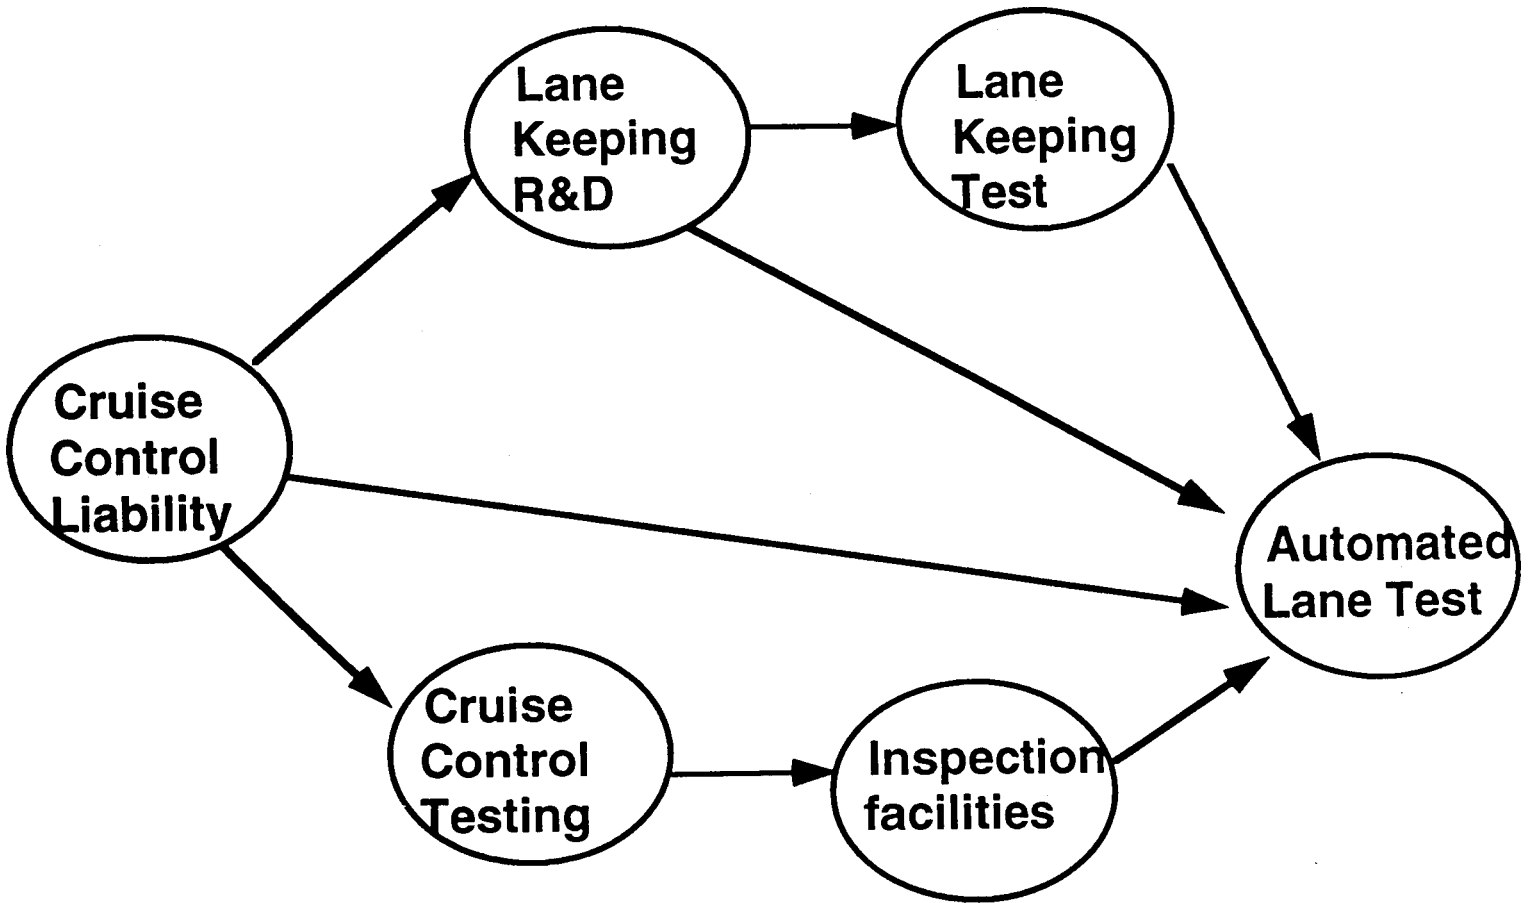 Lane
Keeping
R&D
Lane
Keeping
Test
Cruise
Control
Liability
Automated
Lane Test
Cruise
Control
Testing
Inspection
facilities